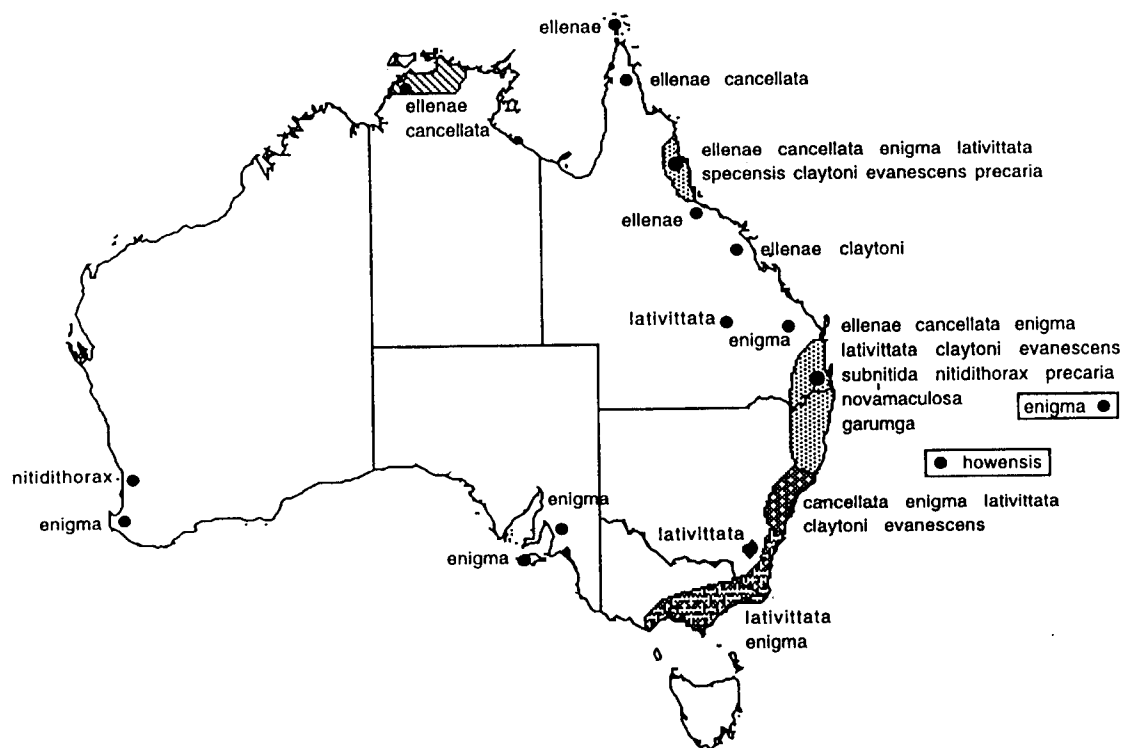 ellenae
ellenae cancellata
ellenae
cancellata
ellenae cancellata enigma lativittata
specensis claytoni evanescens precaria
ellenae
ellenae claytoni
lativittata
enigma
ellenae cancellata enigma
lativittata claytoni evanescens
subnitida nitidithorax precaria
novamaculosa
garumga
enigma
howensis
nitidithorax
enigma
enigma
enigma
lativittata
cancellata enigma lativittata
claytoni evanescens
lativittata
enigma